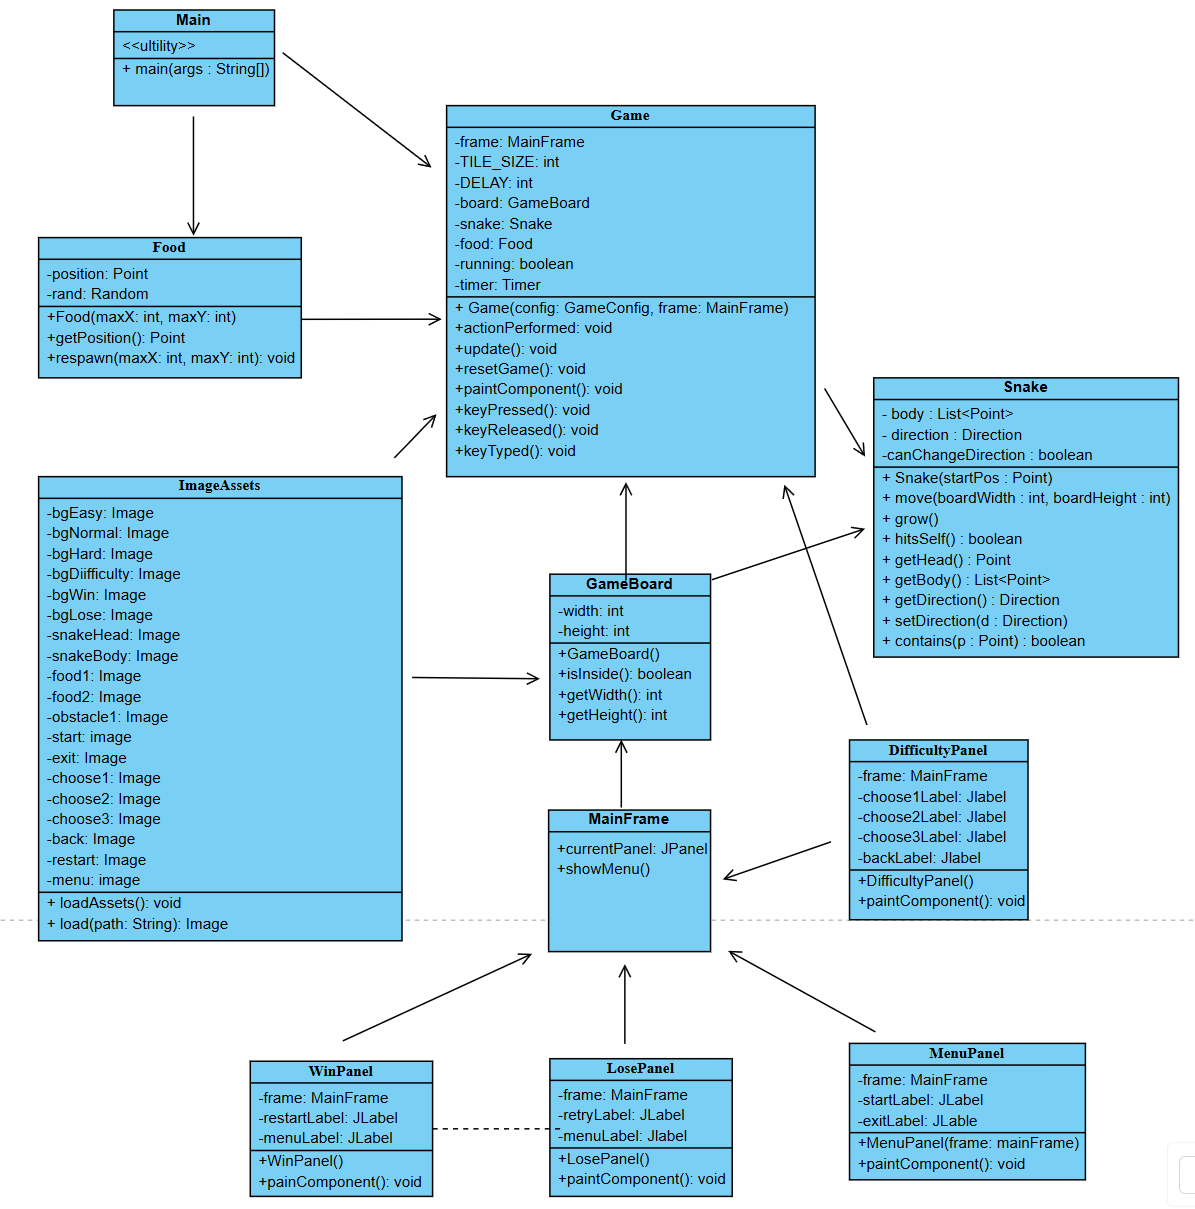 Main
<<ultility>>
+ main(args : String[])
Game
-frame: MainFrame
-TILE_SIZE: int
-DELAY: int
-board: GameBoard
-snake: Snake
-food: Food
-running: boolean
-timer: Timer
+ Game(config: GameConfig, frame: MainFrame)
+actionPerformed: void
+update(): void
+resetGame(): void
+paintComponent(): void
+keyPressed(): void
+keyReleased(): void
+keyTyped(): void
Food
-position: Point
-rand: Random
+Food(maxX: int, maxY: int)
+getPosition(): Point
+respawn(maxX: int, maxY: int): void
Snake
- body : List<Point>
- direction : Direction
-canChangeDirection : boolean
+ Snake(startPos : Point)
+ move(boardWidth : int, boardHeight : int)
+ grow()
+ hitsSelf() : boolean
+ getHead() : Point
+ getBody() : List<Point>
+ getDirection() : Direction
+ setDirection(d : Direction)
+ contains(p : Point) : boolean
ImageAssets
-bgEasy: Image
-bgNormal: Image
-bgHard: Image
-bgDiifficulty: Image
-bgWin: Image
-bgLose: Image
-snakeHead: Image
-snakeBody: Image
-food1: Image
-food2: Image
-obstacle1: Image
-start: image
-exit: Image
-choose1: Image
-choose2: Image
-choose3: Image
-back: Image
-restart: Image
-menu: image
+ loadAssets(): void
+ load(path: String): Image
GameBoard
-width: int
-height: int
+GameBoard()
+isInside(): boolean
+getWidth(): int
+getHeight(): int
DifficultyPanel
-frame: MainFrame
-choose1Label: Jlabel
-choose2Label: Jlabel
-choose3Label: Jlabel
-backLabel: Jlabel
+DifficultyPanel()
+paintComponent(): void
MainFrame
+currentPanel: JPanel
+showMenu()
WinPanel
-frame: MainFrame
-restartLabel: JLabel
-menuLabel: JLabel
+WinPanel()
+painComponent(): void
LosePanel
-frame: MainFrame
-retryLabel: JLabel
-menuLabel: Jlabel
+LosePanel()
+paintComponent(): void
MenuPanel
-frame: MainFrame
-startLabel: JLabel
-exitLabel: JLable
+MenuPanel(frame: mainFrame)
+paintComponent(): void